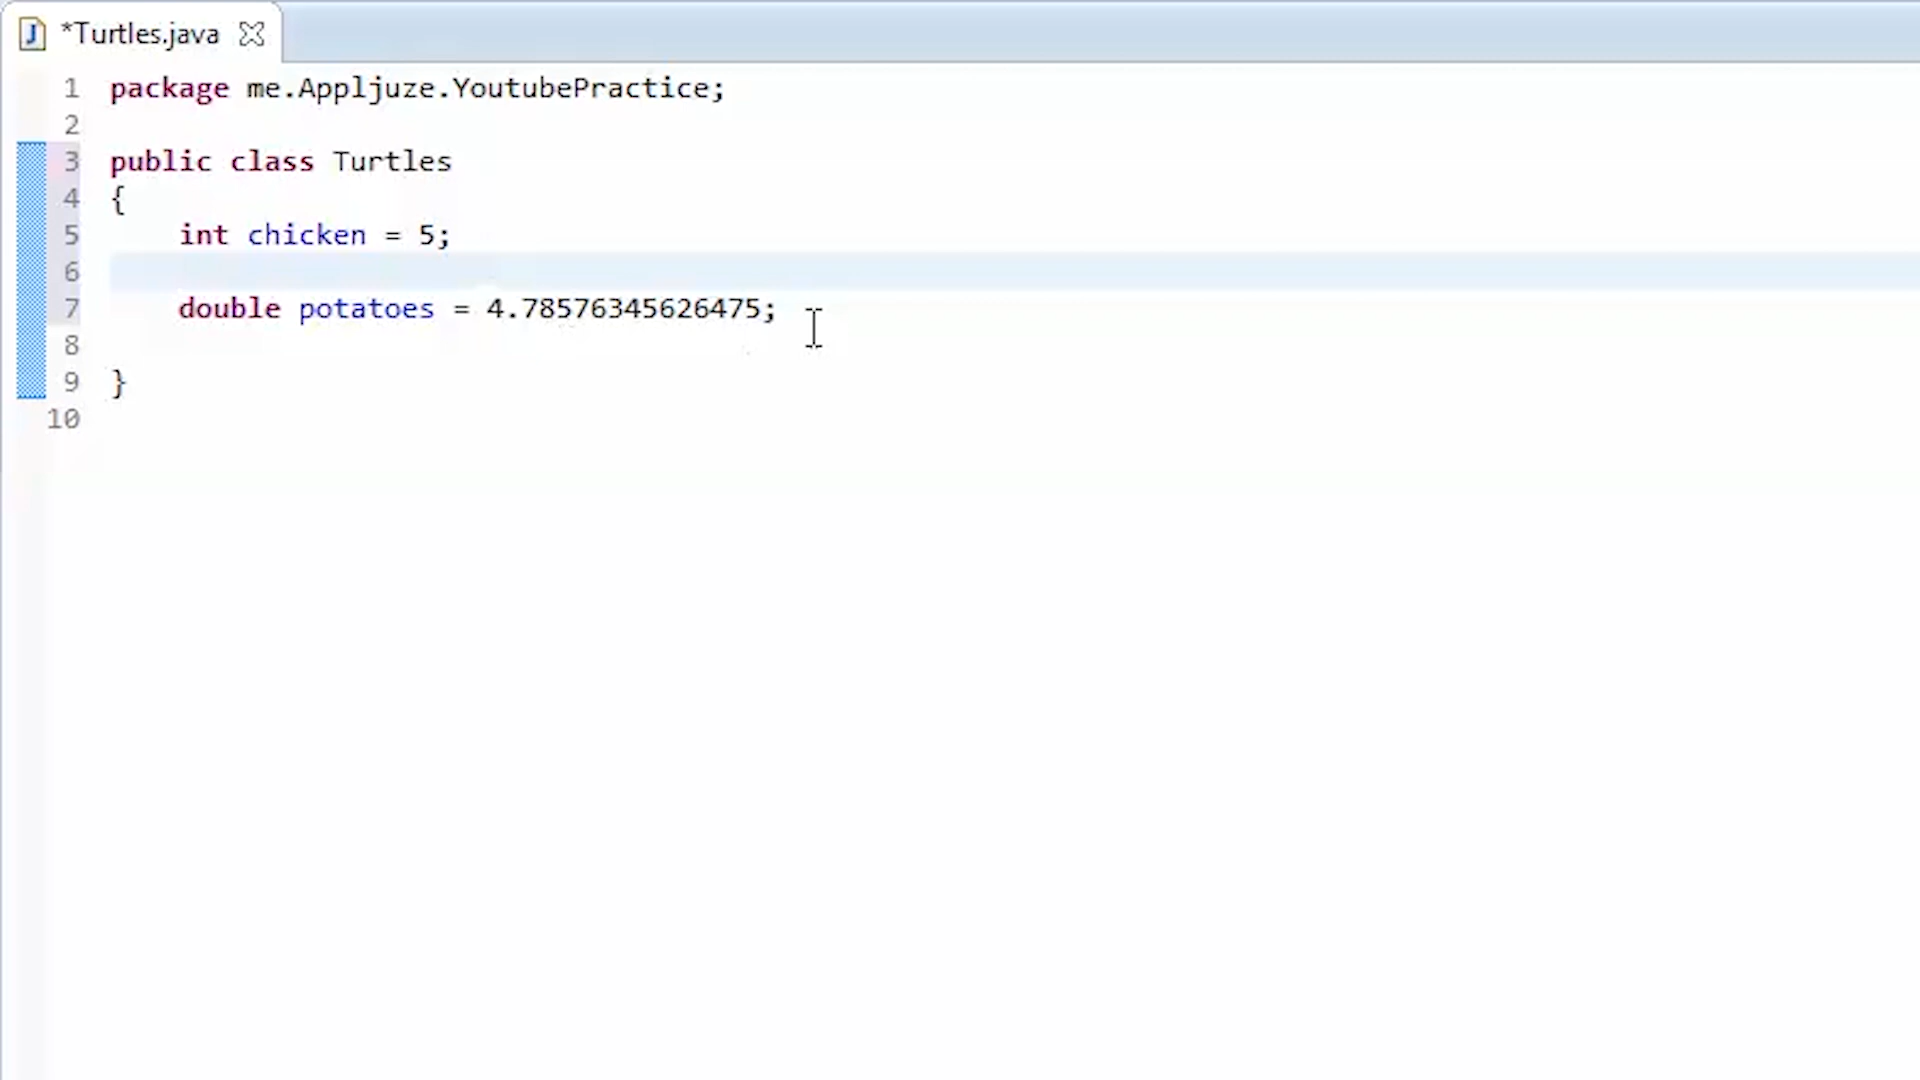 *Turtles.java
1 package me.Appljuze.YoutubePractice;
2
3 public class Turtles
4 {
5 int chicken = 5;
6
7 double potatoes = 4.78576345626475;
8
9 }
10